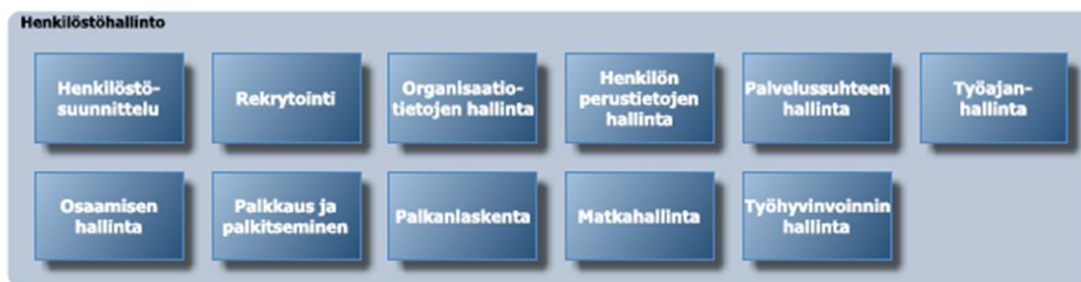 Henkilöstöhallinto
Henkilöstö-
suunnittelu
Rekrytointi
Organisaatio-
tietojen hallinta
Henkilön
perustietojen
hallinta
Palvelussuhteen
hallinta
Työajan-
hallinta
Osaamisen
hallinta
Palkkaus ja
palkitseminen
Palkanlaskenta
Matkahallinta
Työhyvinvoinnin
hallinta